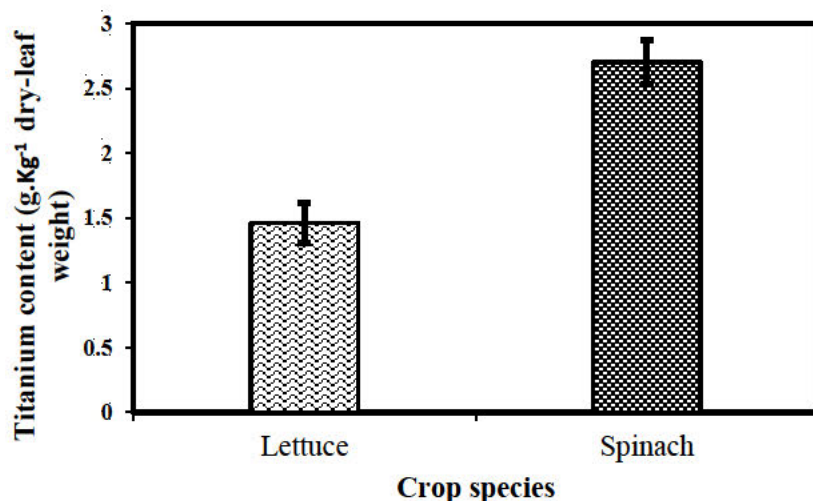 Titanium content (g.Kg⁻¹ dry-leaf
weight)
3
2.5
2
1.5
1
0.5
0
Lettuce
Spinach
Crop species